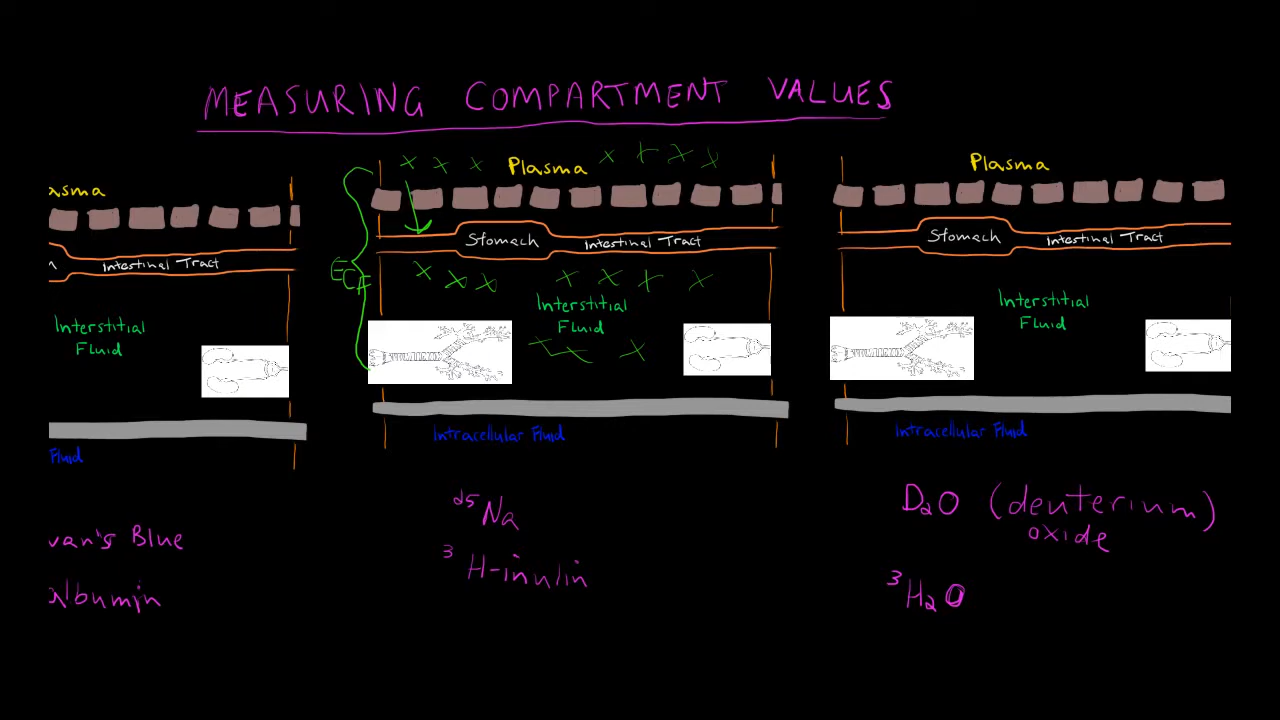 MEASURING COMPARTMENT VALUES
asma
Intestinal Tract
Interstitial
Fluid
Fluid
van's Blue
albumin
x x x Plasma x x x x
Stomach
Intestinal Tract
ECF
x x x x x x x
Interstitial
Fluid
x x x
Intracellular Fluid
25Na
3H-inulin
Plasma
Stomach
Intestinal Tract
Interstitial
Fluid
Intracellular Fluid
D2O (deuterium)
oxide
3H2O